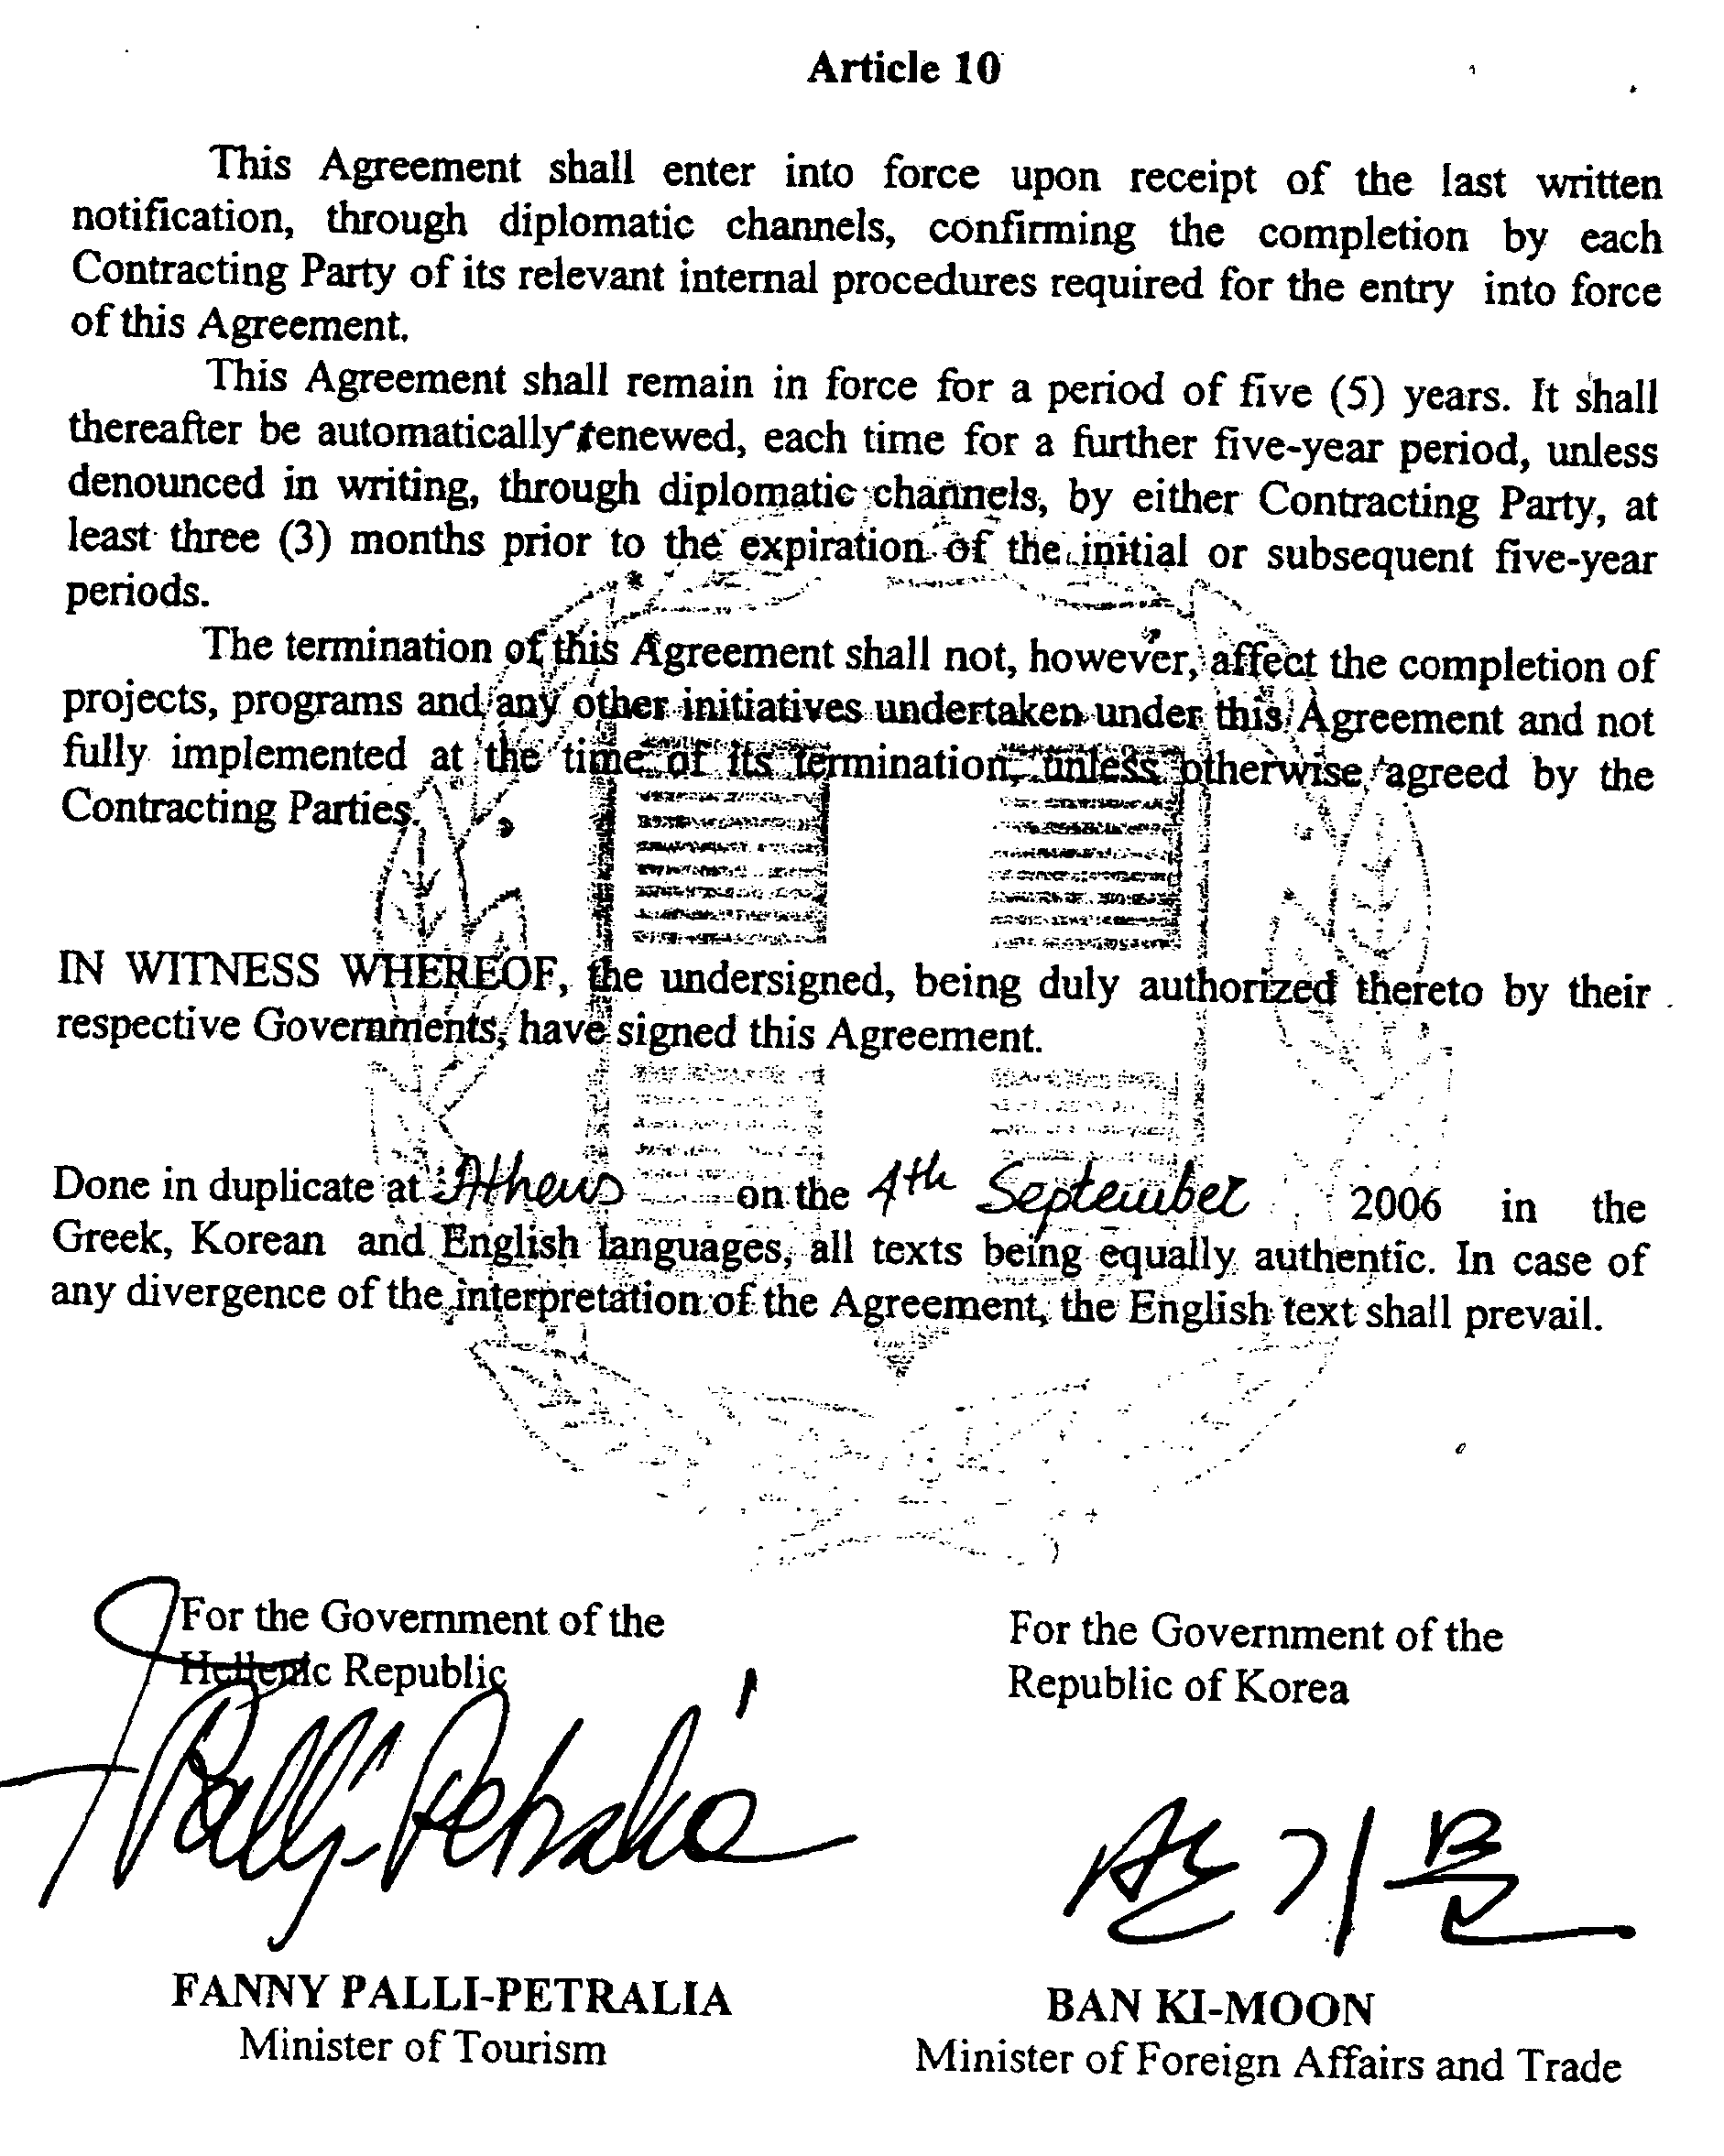 Article 10
This Agreement shall enter into force upon receipt of the last written
notification, through diplomatic channels, confirming the completion by each
Contracting Party of its relevant internal procedures required for the entry into force
of this Agreement.
This Agreement shall remain in force for a period of five (5) years. It shall
thereafter be automatically renewed, each time for a further five-year period, unless
denounced in writing, through diplomatic channels, by either Contracting Party, at
least three (3) months prior to the expiration of the initial or subsequent five-year
periods.
The termination of this Agreement shall not, however, affect the completion of
projects, programs and any other initiatives undertaken under this Agreement and not
fully implemented at the time of its termination, unless otherwise agreed by the
Contracting Parties.
IN WITNESS WHEREOF, the undersigned, being duly authorized thereto by their
respective Governments, have signed this Agreement.
Done in duplicate at Athens on the 4th September 2006 in the
Greek, Korean and English languages, all texts being equally authentic. In case of
any divergence of the interpretation of the Agreement, the English text shall prevail.
For the Government of the
Hellenic Republic
For the Government of the
Republic of Korea
Palli-Petralia
반기문
FANNY PALLI-PETRALIA
Minister of Tourism
BAN KI-MOON
Minister of Foreign Affairs and Trade